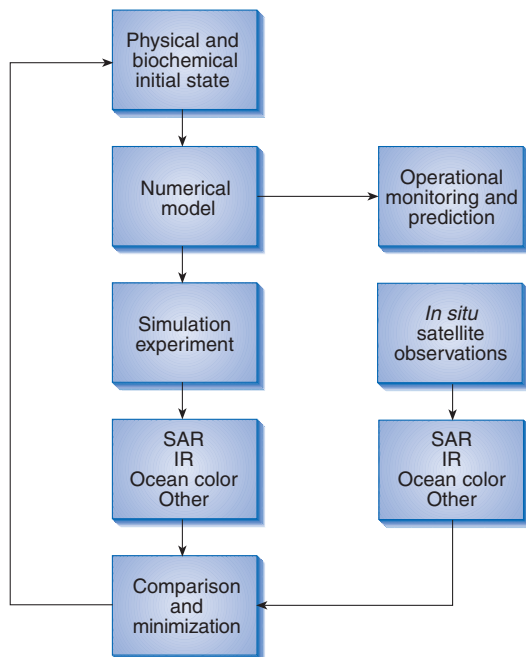 Physical and
biochemical
initial state
Numerical
model
Operational
monitoring and
prediction
Simulation
experiment
In situ
satellite
observations
SAR
IR
Ocean color
Other
SAR
IR
Ocean color
Other
Comparison
and
minimization